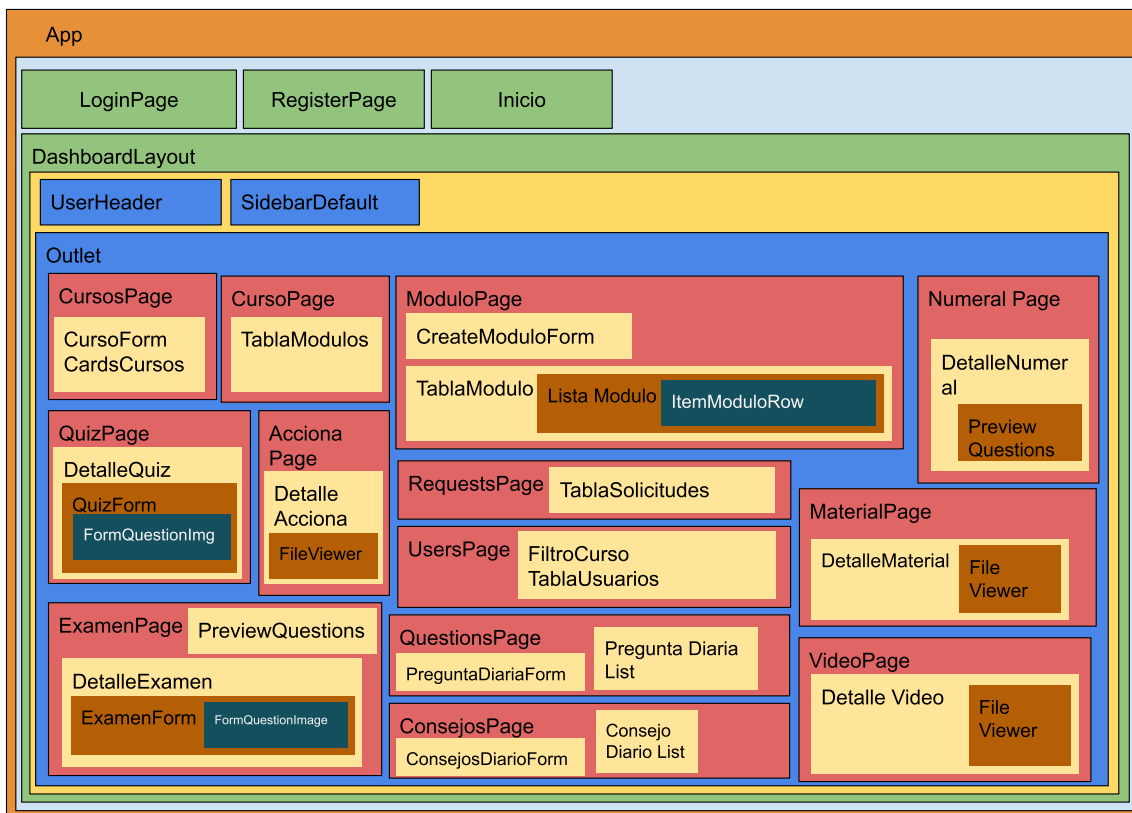 App
LoginPage
RegisterPage
Inicio
DashboardLayout
UserHeader
SidebarDefault
Outlet
CursosPage
CursoForm
CardsCursos
CursoPage
TablaModulos
ModuloPage
CreateModuloForm
TablaModulo
Lista Modulo
ItemModuloRow
Numeral Page
DetalleNumer
al
Preview
Questions
QuizPage
DetalleQuiz
QuizForm
FormQuestionImg
Acciona
Page
Detalle
Acciona
FileViewer
RequestsPage
TablaSolicitudes
UsersPage
FiltroCurso
TablaUsuarios
MaterialPage
DetalleMaterial
File
Viewer
ExamenPage
PreviewQuestions
DetalleExamen
ExamenForm
FormQuestionImage
QuestionsPage
PreguntaDiariaForm
Pregunta Diaria
List
ConsejosPage
ConsejosDiarioForm
Consejo
Diario List
VideoPage
Detalle Video
File
Viewer